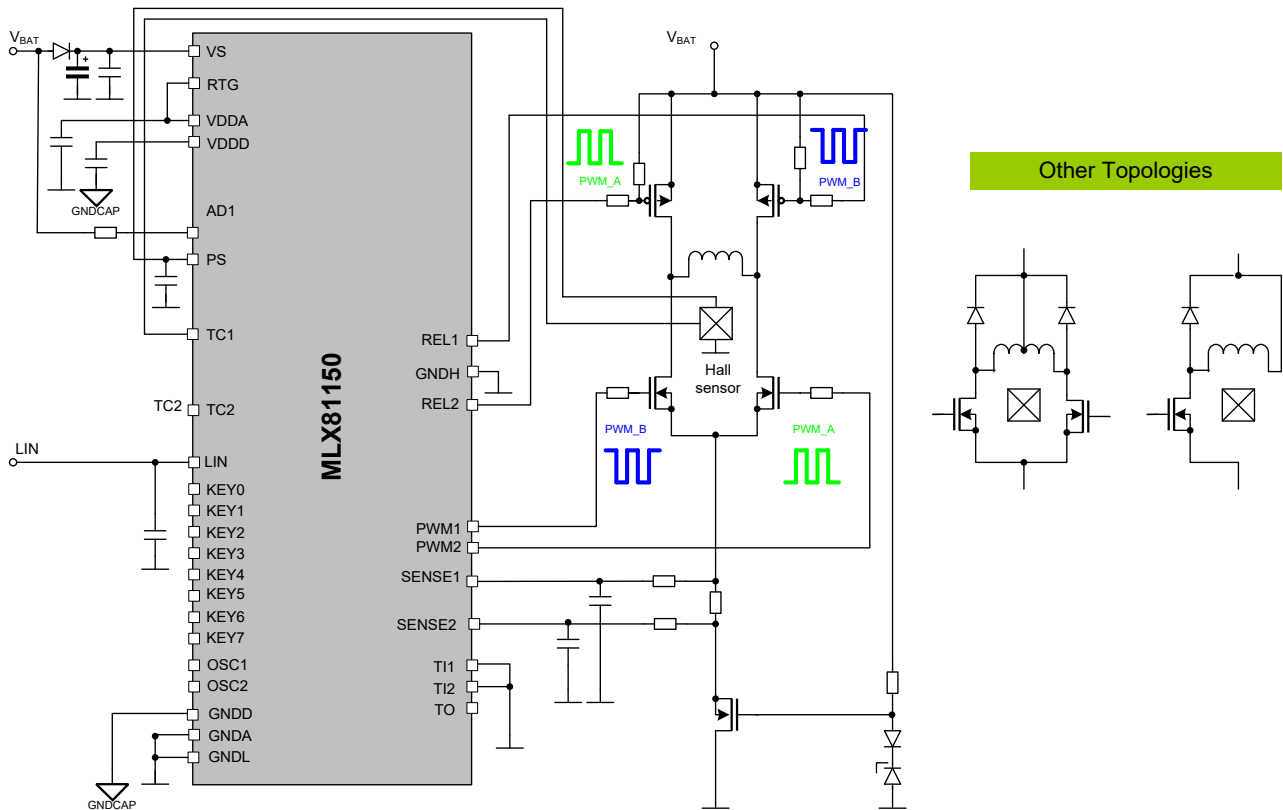 VBAT
+
VS
RTG
VDDA
VDDD
GNDCAP
AD1
PS
TC1
TC2
TC2
LIN
LIN
KEY0
KEY1
KEY2
KEY3
KEY4
KEY5
KEY6
KEY7
OSC1
OSC2
GNDD
GNDA
GNDL
GNDCAP
MLX81150
REL1
GNDH
REL2
PWM1
PWM2
SENSE1
SENSE2
TI1
TI2
TO
VBAT
PWM_A
PWM_B
Hall
sensor
PWM_B
PWM_A
Other Topologies